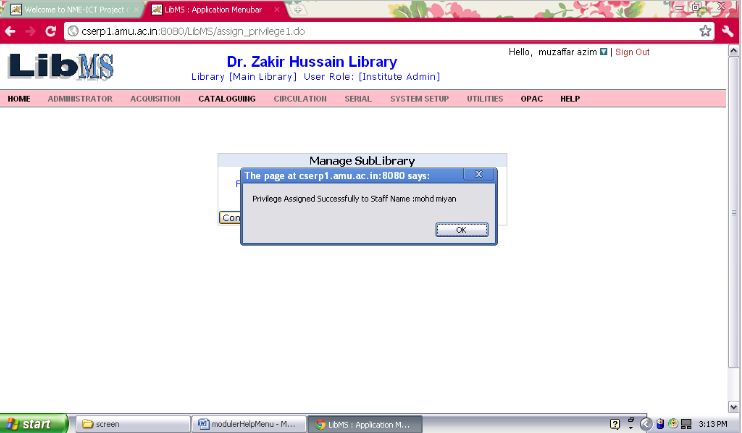 Welcome to NME-ICT Project (
LibMS : Application Menubar
cserp1.amu.ac.in:8080/LibMS/assign_privilege1.do
LibMS
Hello, muzaffar azim | Sign Out
Dr. Zakir Hussain Library
Library [Main Library] User Role: [Institute Admin]
HOME ADMINISTRATOR ACQUISITION CATALOGUING CIRCULATION SERIAL SYSTEM SETUP UTILITIES OPAC HELP
Manage SubLibrary
The page at cserp1.amu.ac.in:8080 says:
Privilege Assigned Successfully to Staff Name :mohd miyan
Con
OK
start screen modulerHelpMenu - M... LibMS : Application M... 3:13 PM